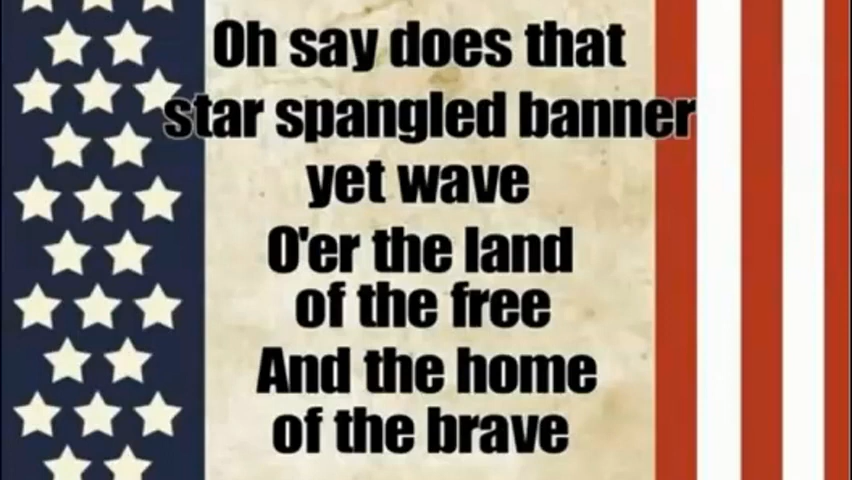 Oh say does that
star spangled banner
yet wave
O'er the land
of the free
And the home
of the brave